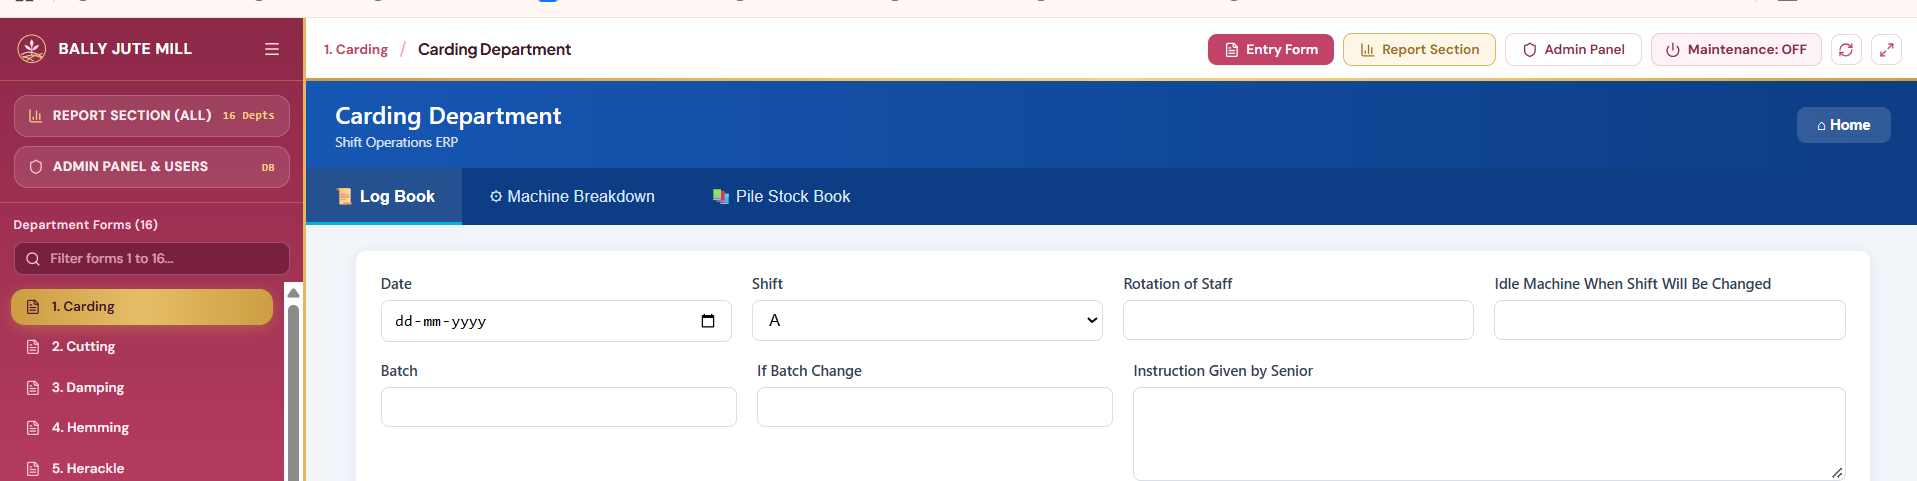 BALLY JUTE MILL
REPORT SECTION (ALL) 16 Depts
ADMIN PANEL & USERS DB
Department Forms (16)
Filter forms 1 to 16...
1. Carding
2. Cutting
3. Damping
4. Hemming
5. Herackle
1. Carding / Carding Department
Entry Form
Report Section
Admin Panel
Maintenance: OFF
Carding Department
Shift Operations ERP
⌂ Home
Log Book
Machine Breakdown
Pile Stock Book
Date
dd-mm-yyyy
Shift
A
Rotation of Staff
Idle Machine When Shift Will Be Changed
Batch
If Batch Change
Instruction Given by Senior